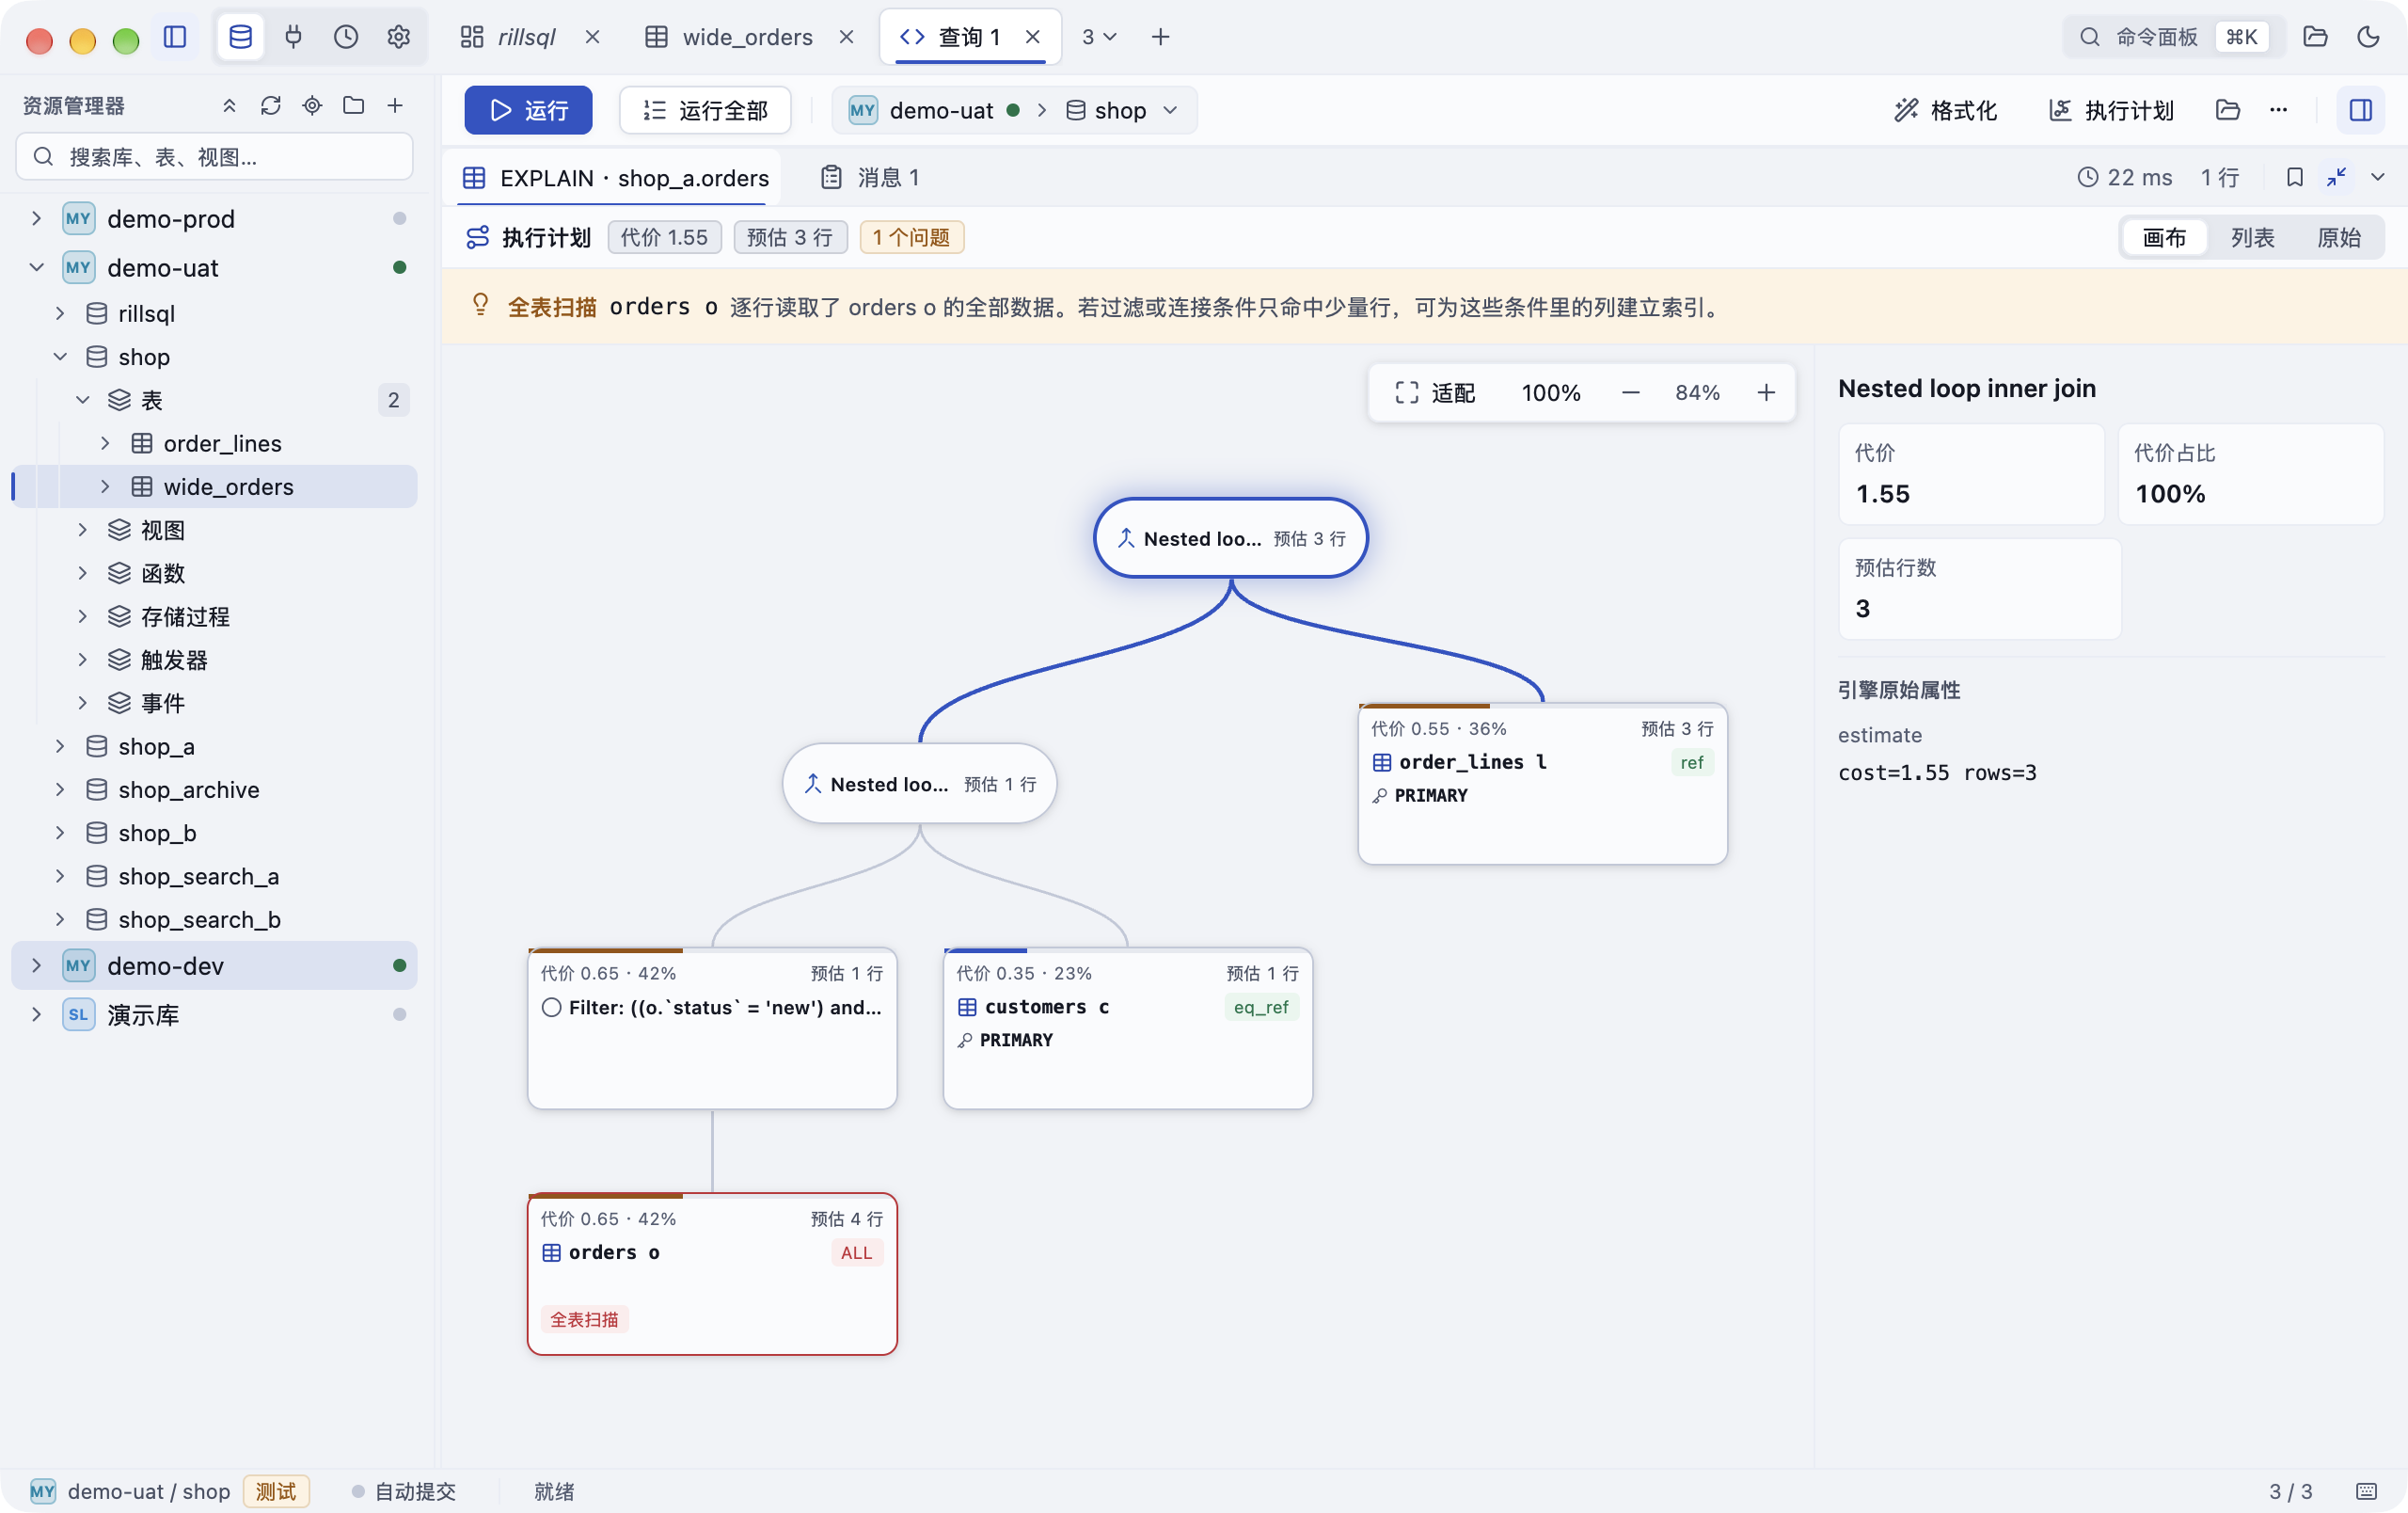 rillsql
wide_orders
查询 1
3
命令面板 ⌘K
资源管理器
搜索库、表、视图...
MY demo-prod
MY demo-uat
rillsql
shop
表 2
order_lines
wide_orders
视图
函数
存储过程
触发器
事件
shop_a
shop_archive
shop_b
shop_search_a
shop_search_b
MY demo-dev
SL 演示库
运行
运行全部
MY demo-uat
shop
格式化
执行计划
EXPLAIN · shop_a.orders
消息 1
22 ms
1 行
执行计划
代价 1.55
预估 3 行
1 个问题
画布
列表
原始
全表扫描 orders o 逐行读取了 orders o 的全部数据。若过滤或连接条件只命中少量行，可为这些条件里的列建立索引。
适配
100%
84%
Nested loo... 预估 3 行
Nested loo... 预估 1 行
代价 0.55 · 36% 预估 3 行
order_lines l ref
PRIMARY
代价 0.65 · 42% 预估 1 行
Filter: ((o.`status` = 'new') and...
代价 0.35 · 23% 预估 1 行
customers c eq_ref
PRIMARY
代价 0.65 · 42% 预估 4 行
orders o ALL
全表扫描
Nested loop inner join
代价
1.55
代价占比
100%
预估行数
3
引擎原始属性
estimate
cost=1.55 rows=3
MY demo-uat / shop 测试
自动提交
就绪
3 / 3